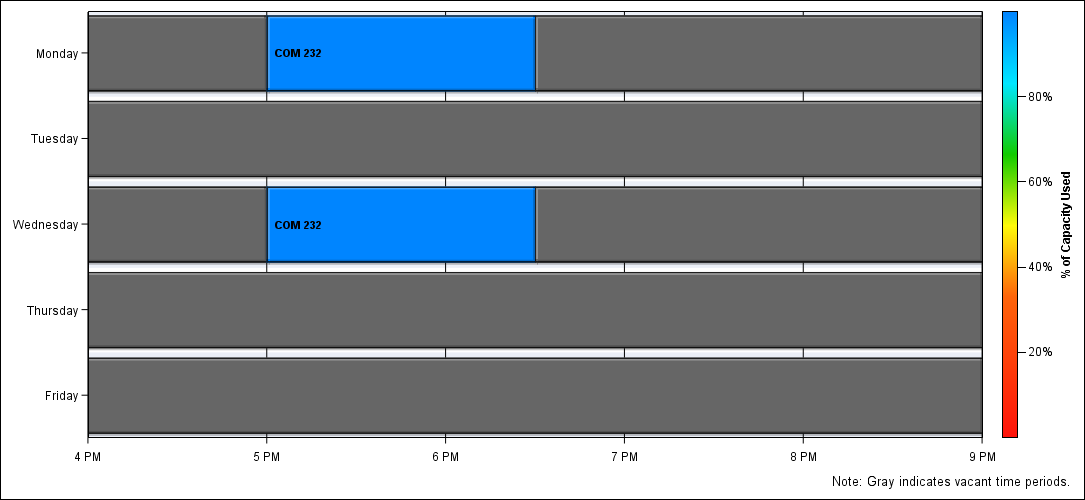 Monday
COM 232
Tuesday
Wednesday
COM 232
Thursday
Friday
4 PM
5 PM
6 PM
7 PM
8 PM
9 PM
80%
60%
40%
20%
% of Capacity Used
Note: Gray indicates vacant time periods.